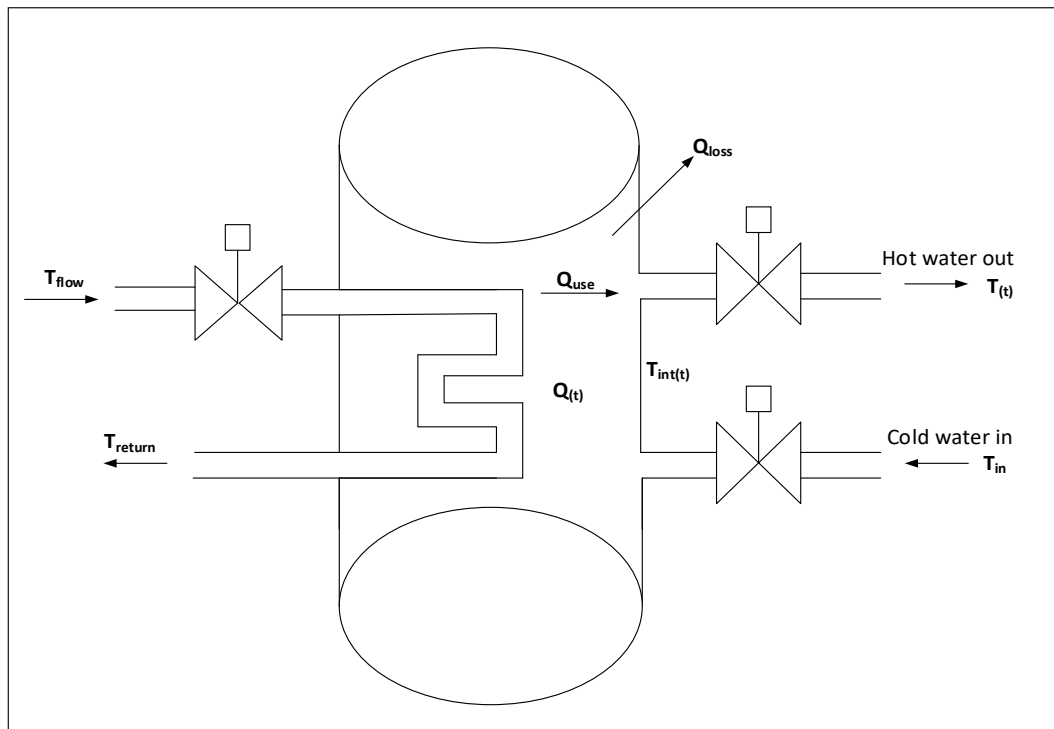 Qloss
Tflow
Quse
Hot water out
T(t)
Tint(t)
Q(t)
Treturn
Cold water in
Tin